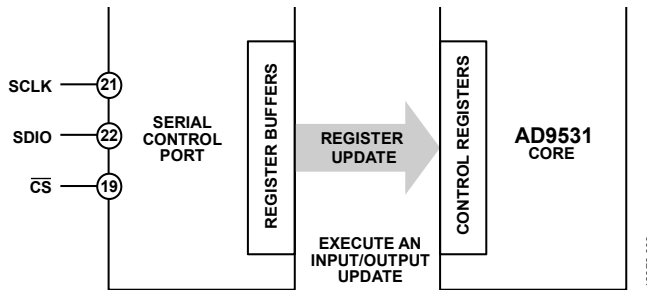 SCLK
21
SDIO
22
CS
19
SERIAL
CONTROL
PORT
REGISTER BUFFERS
REGISTER
UPDATE
EXECUTE AN
INPUT/OUTPUT
UPDATE
CONTROL REGISTERS
AD9531
CORE